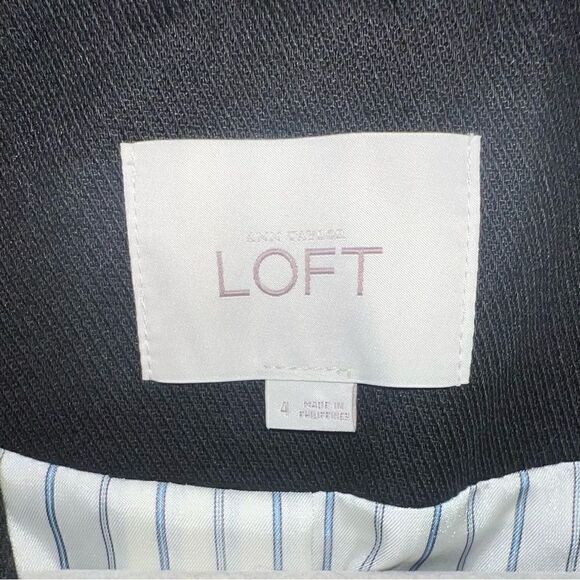 ANN TAYLOR
LOFT
4
MADE IN
PHILIPPINES